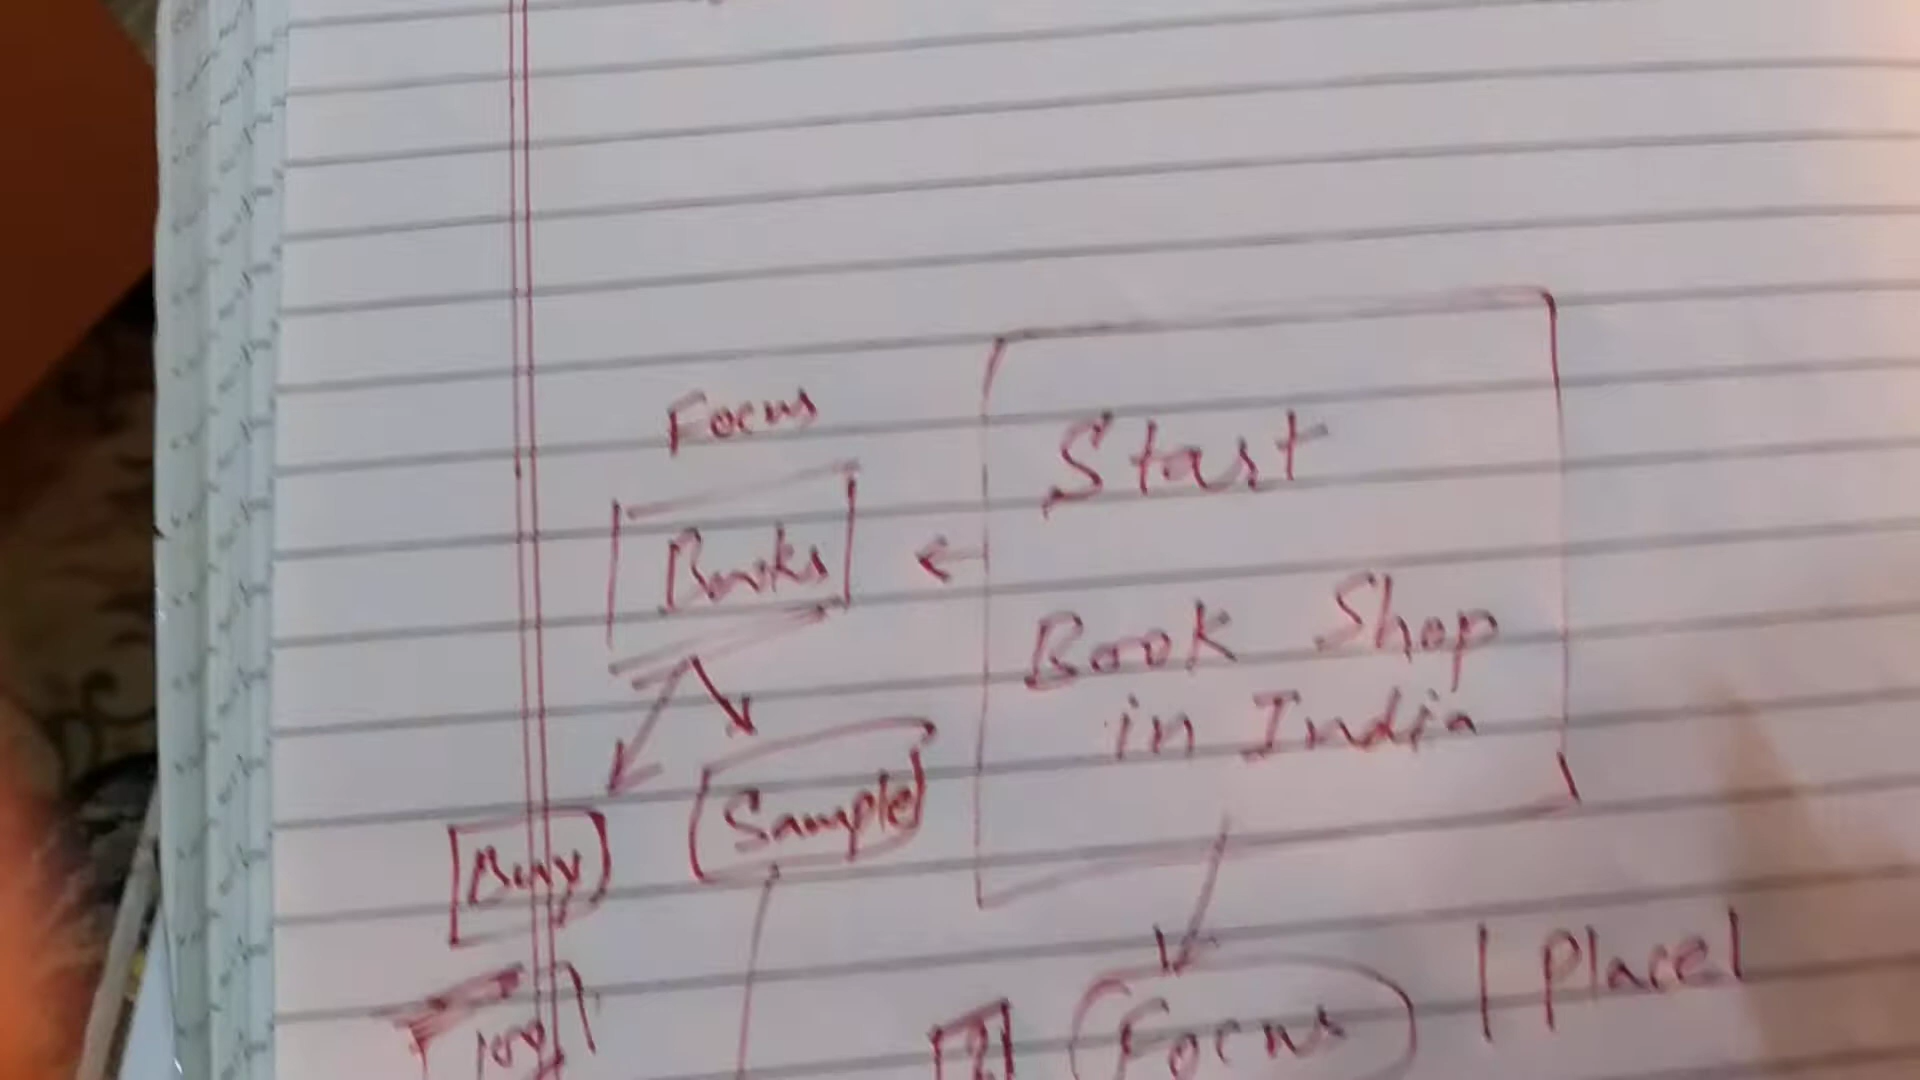 Focus
Start
Books
Book Shop
in India
Sample
Buy
Place
Focus